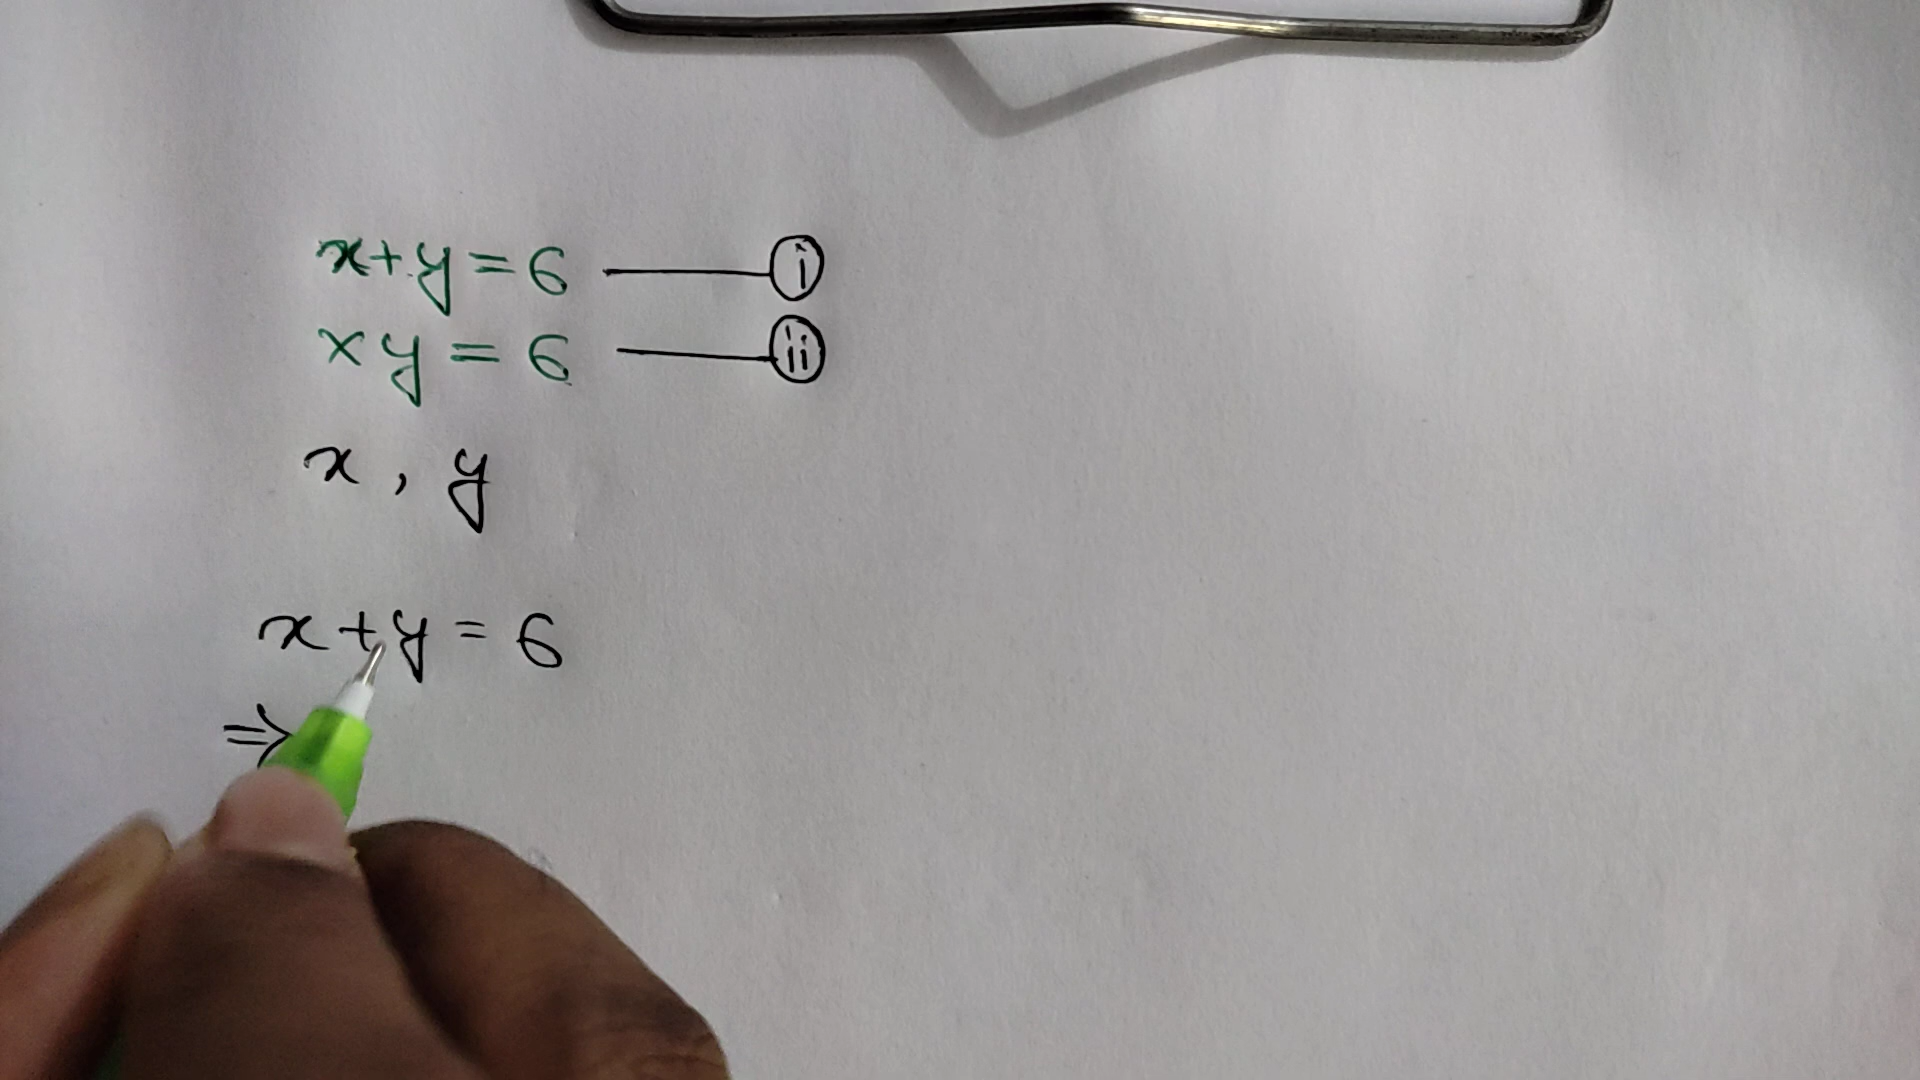 x+y=6 —— (i)
xy=6 —— (ii)
x, y
x+y=6
⇒